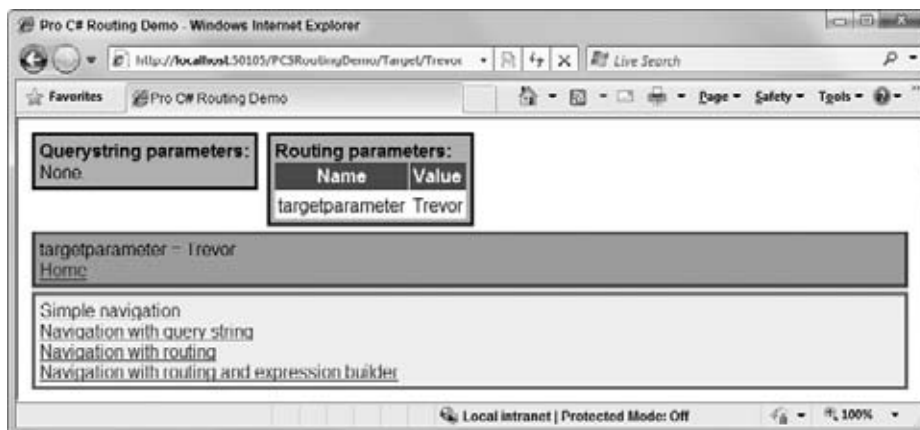 Pro C# Routing Demo - Windows Internet Explorer
http://localhost:50105/PCSRoutingDemo/Target/Trevor
Live Search
Favorites Pro C# Routing Demo Page Safety Tools
Querystring parameters:
None.
Routing parameters:
Name Value
targetparameter Trevor
targetparameter = Trevor
Home
Simple navigation
Navigation with query string
Navigation with routing
Navigation with routing and expression builder
Local intranet | Protected Mode: Off 100%